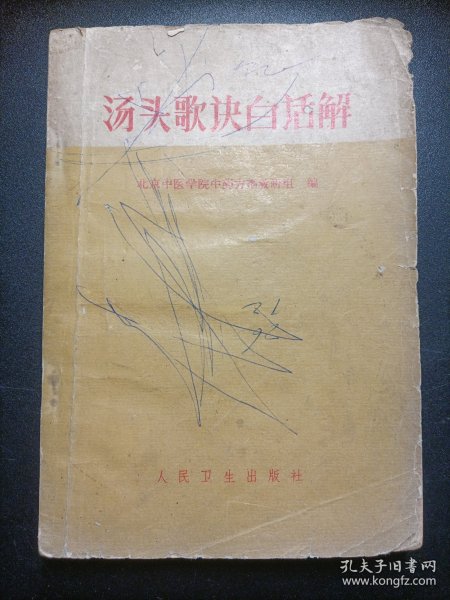 汤头歌诀白话解
北京中医学院中药方剂教研组 编
人民卫生出版社
孔夫子旧书网
www.kongfz.com